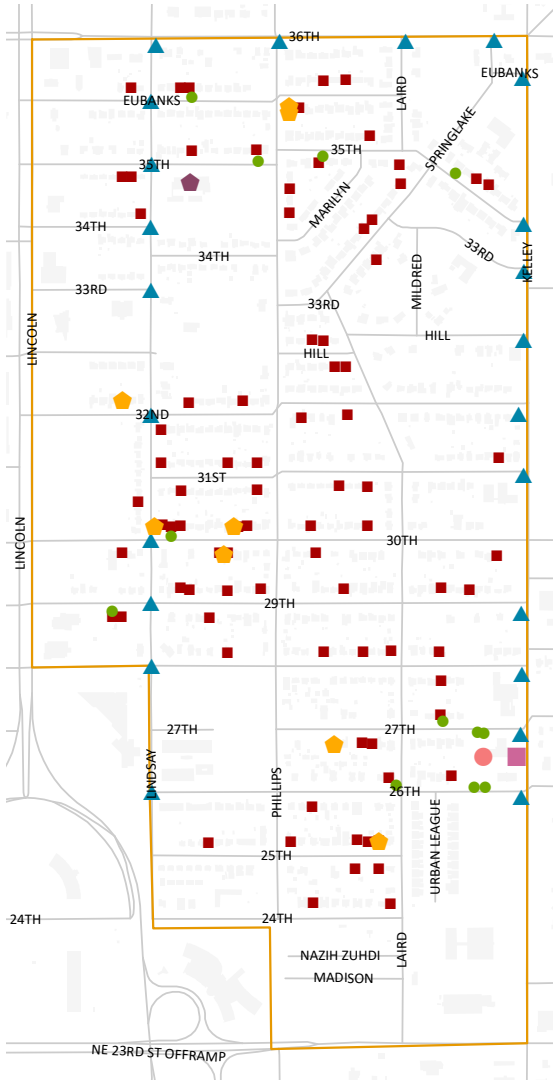 36TH
EUBANKS
LAIRD
EUBANKS
SPRINGLAKE
35TH
35TH
MARILYN
34TH
33RD
34TH
KELLEY
MILDRED
33RD
33RD
LINCOLN
HILL
HILL
32ND
31ST
LINCOLN
30TH
29TH
27TH
27TH
LINDSAY
PHILLIPS
26TH
URBAN LEAGUE
25TH
24TH
24TH
LAIRD
NAZIH ZUHDI
MADISON
NE 23RD ST OFFRAMP